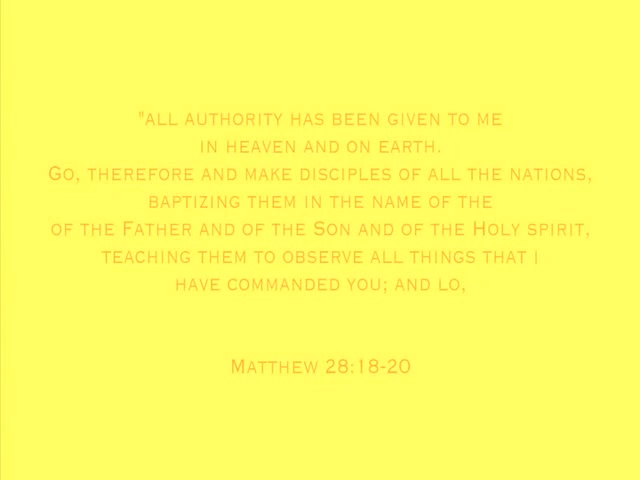 "ALL AUTHORITY HAS BEEN GIVEN TO ME
IN HEAVEN AND ON EARTH.
GO, THEREFORE AND MAKE DISCIPLES OF ALL THE NATIONS,
BAPTIZING THEM IN THE NAME OF THE
OF THE FATHER AND OF THE SON AND OF THE HOLY SPIRIT,
TEACHING THEM TO OBSERVE ALL THINGS THAT I
HAVE COMMANDED YOU; AND LO,
MATTHEW 28:18-20